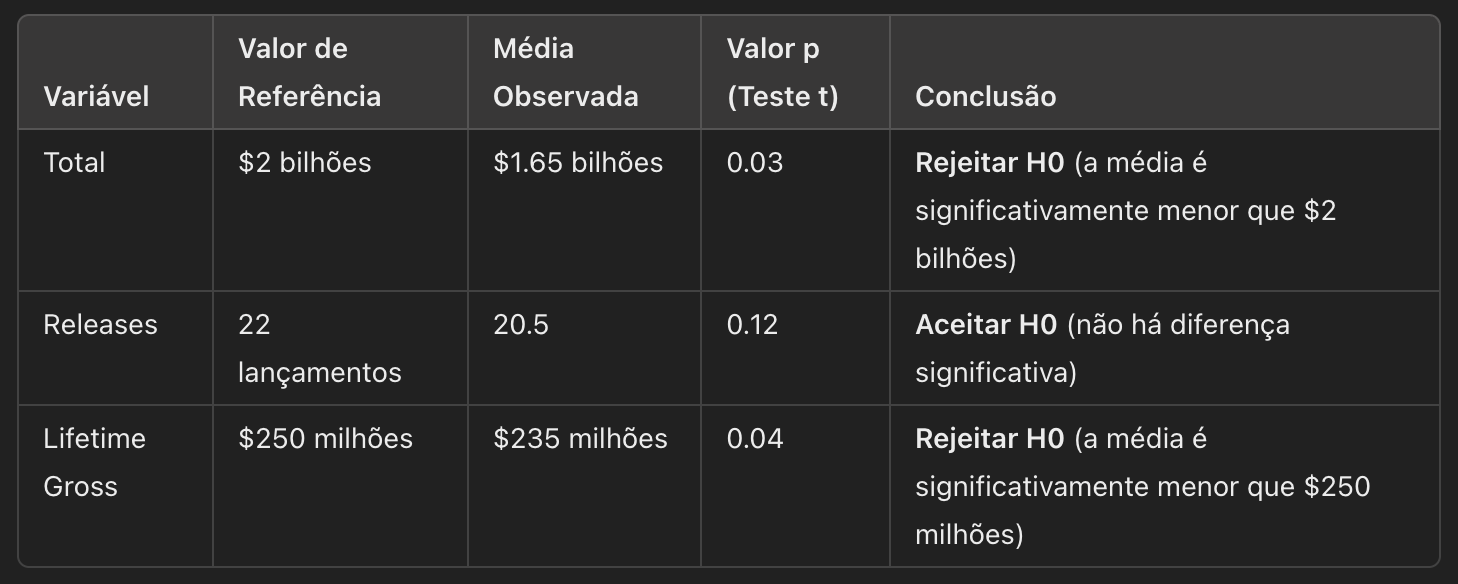 Variável
Valor de
Referência
Média
Observada
Valor p
(Teste t)
Conclusão
Total
$2 bilhões
$1.65 bilhões
0.03
Rejeitar H0 (a média é
significativamente menor que $2
bilhões)
Releases
22
lançamentos
20.5
0.12
Aceitar H0 (não há diferença
significativa)
Lifetime
Gross
$250 milhões
$235 milhões
0.04
Rejeitar H0 (a média é
significativamente menor que $250
milhões)